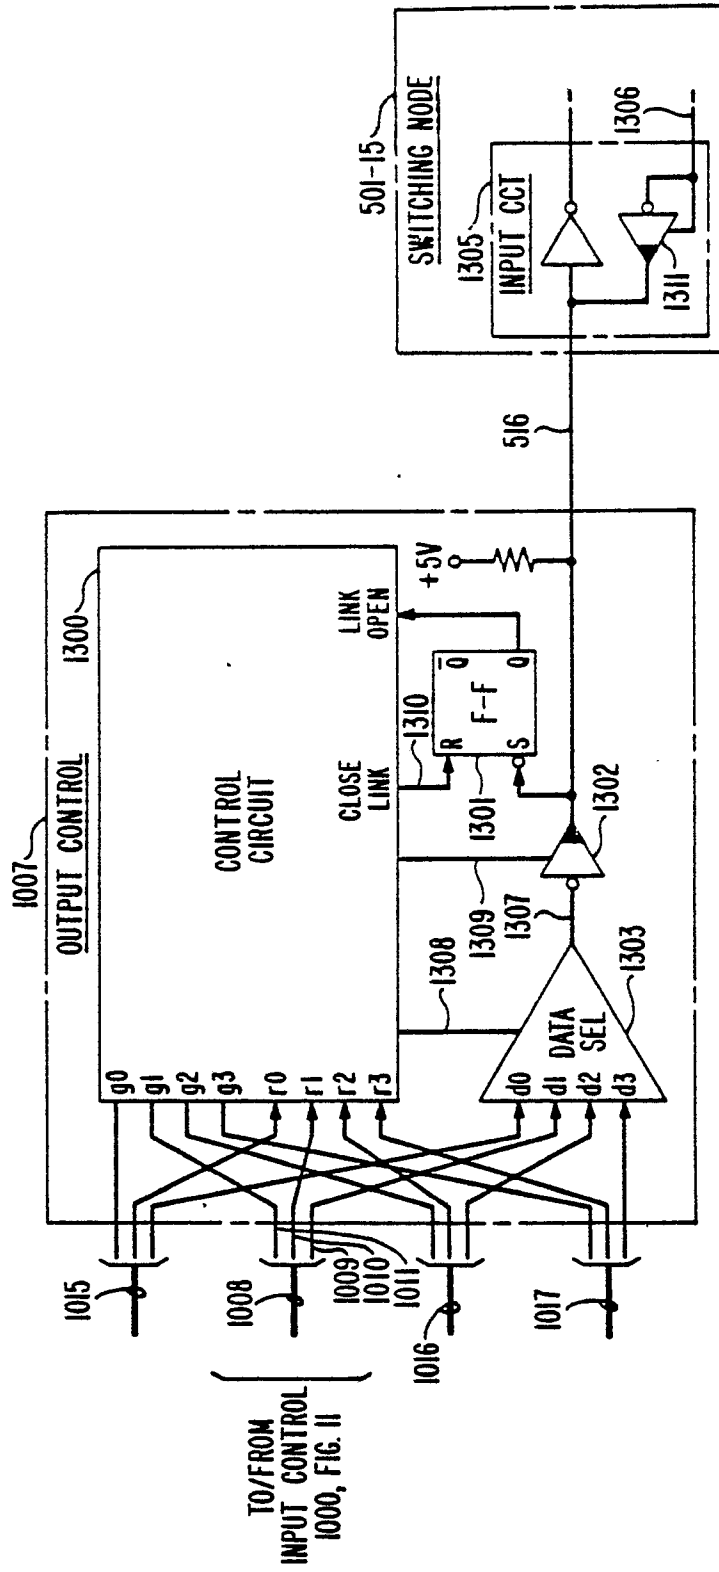 1007
OUTPUT CONTROL
1300
CONTROL
CIRCUIT
g0
g1
g2
g3
r0
r1
r2
r3
CLOSE
LINK
LINK
OPEN
1310
R
Q̅
F-F
S
Q
1301
+5V
1308
1309
1302
1307
DATA
SEL
1303
d0
d1
d2
d3
1015
1008
1009
1010
1011
1016
1017
TO/FROM
INPUT CONTROL
1000, FIG. 11
516
501-15
SWITCHING NODE
1305
INPUT CCT
1306
1311